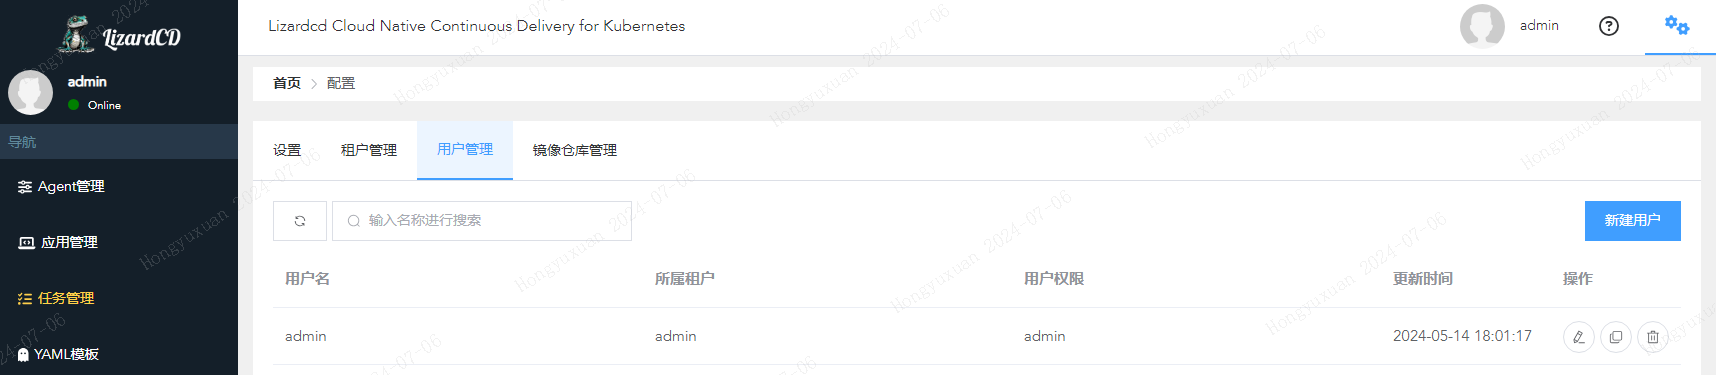 LizardCD
Lizardcd Cloud Native Continuous Delivery for Kubernetes
admin
admin
Online
首页 > 配置
导航
设置 租户管理 用户管理 镜像仓库管理
Agent管理
应用管理
任务管理
YAML模板
输入名称进行搜索
新建用户
用户名 所属租户 用户权限 更新时间 操作
admin admin admin 2024-05-14 18:01:17
Hongyuxuan 2024-07-06